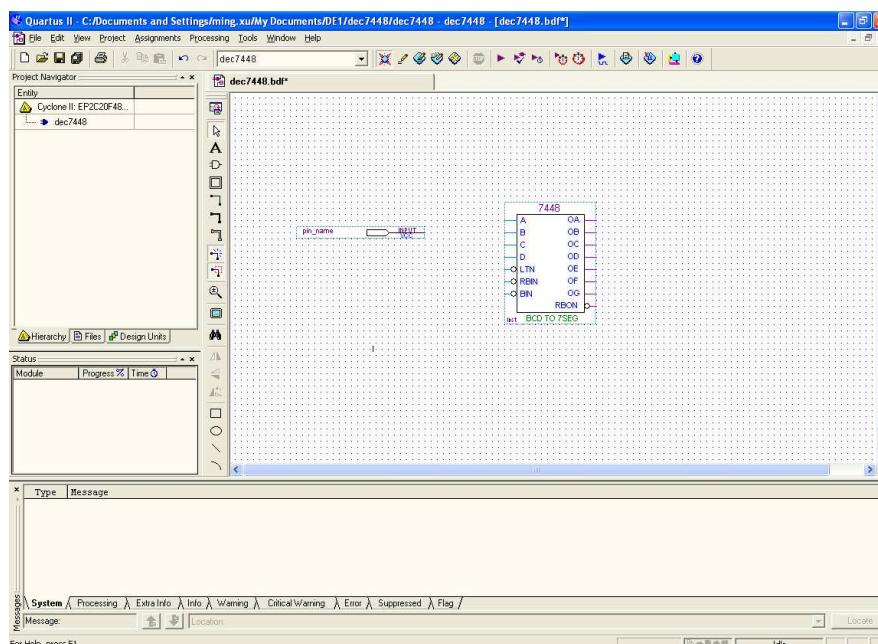 Quartus II - C:/Documents and Settings/ming.xu/My Documents/DE1/dec7448/dec7448 - dec7448 - [dec7448.bdf*]
File Edit View Project Assignments Processing Tools Window Help
dec7448
Project Navigator
dec7448.bdf*
Entity
Cyclone II: EP2C20F48...
dec7448
7448
A OA
B OB
C OC
D OD
LTN OE
RBIN OF
BIN OG
RBON
inst BCD TO 7SEG
pin_name INPUT
VCC
Hierarchy Files Design Units
Status
Module Progress % Time
Type Message
System Processing Extra Info Info Warning Critical Warning Error Suppressed Flag
Messages
Message: Location: Locate
For Help, press F1 Idle